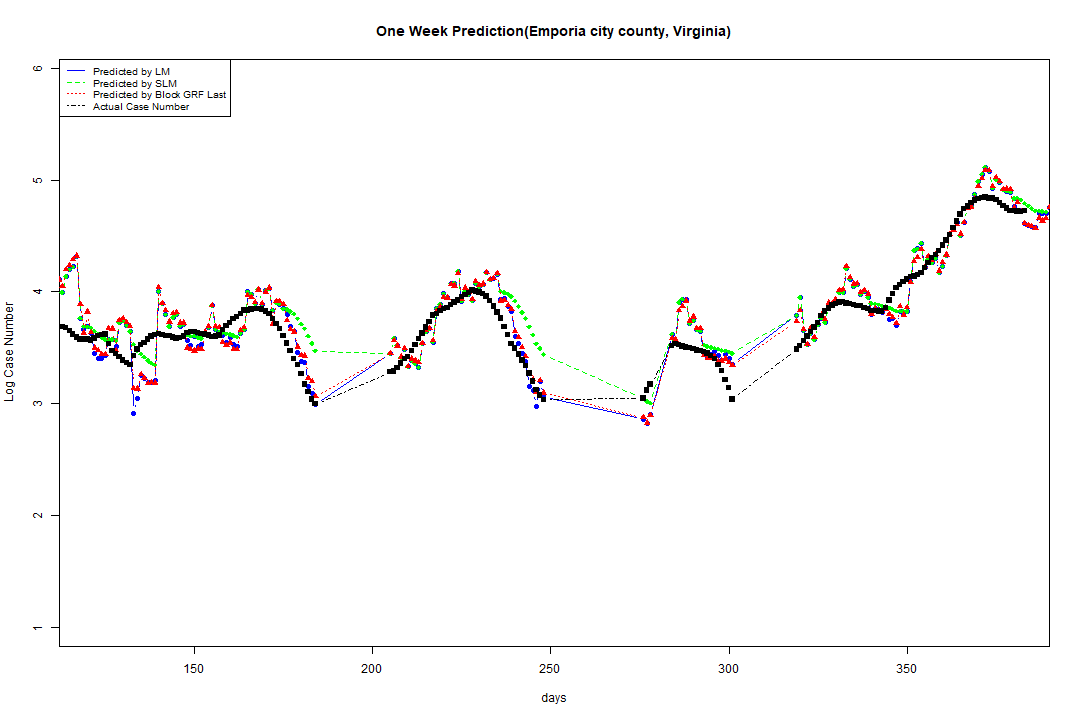 One Week Prediction(Emporia city county, Virginia)
Predicted by LM
Predicted by SLM
Predicted by Block GRF Last
Actual Case Number
6
5
4
3
2
1
Log Case Number
150
200
250
300
350
days